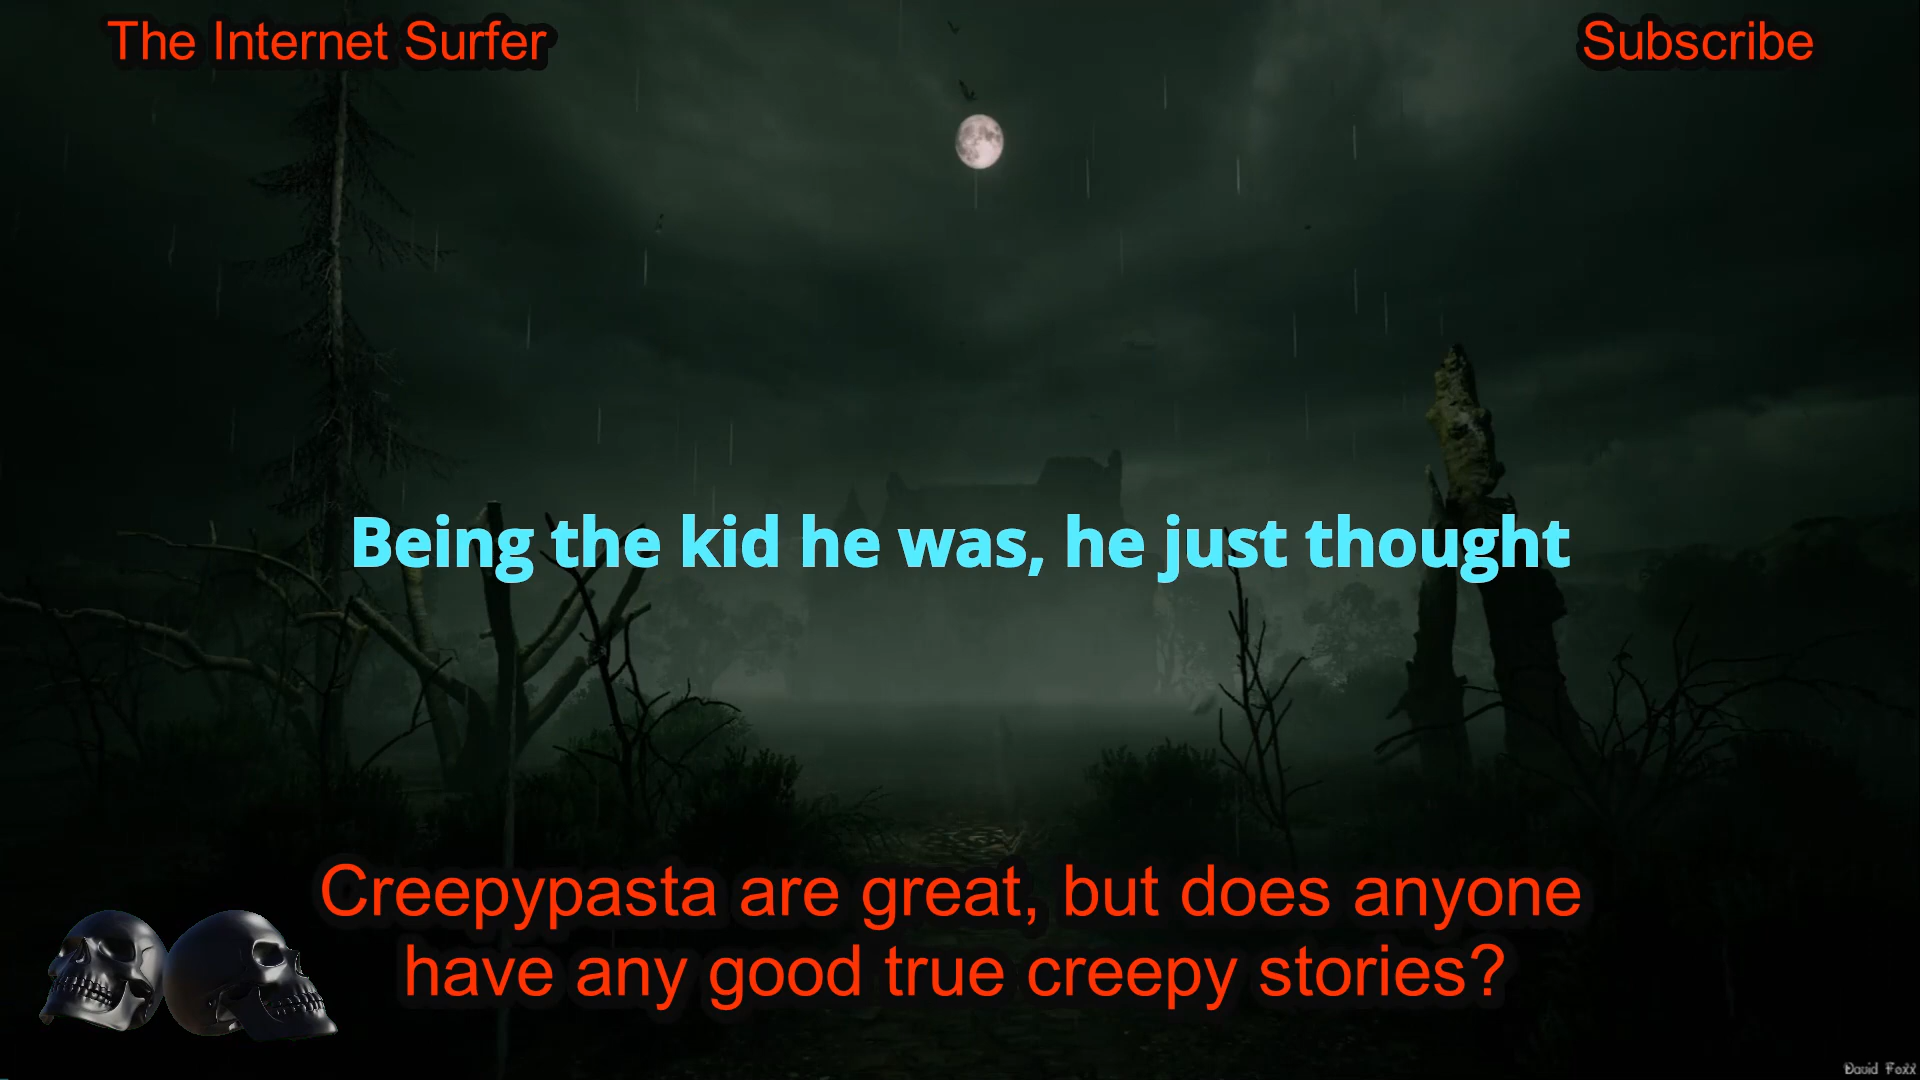 The Internet Surfer
Subscribe
Being the kid he was, he just thought
Creepypasta are great, but does anyone
have any good true creepy stories?
David Foxx